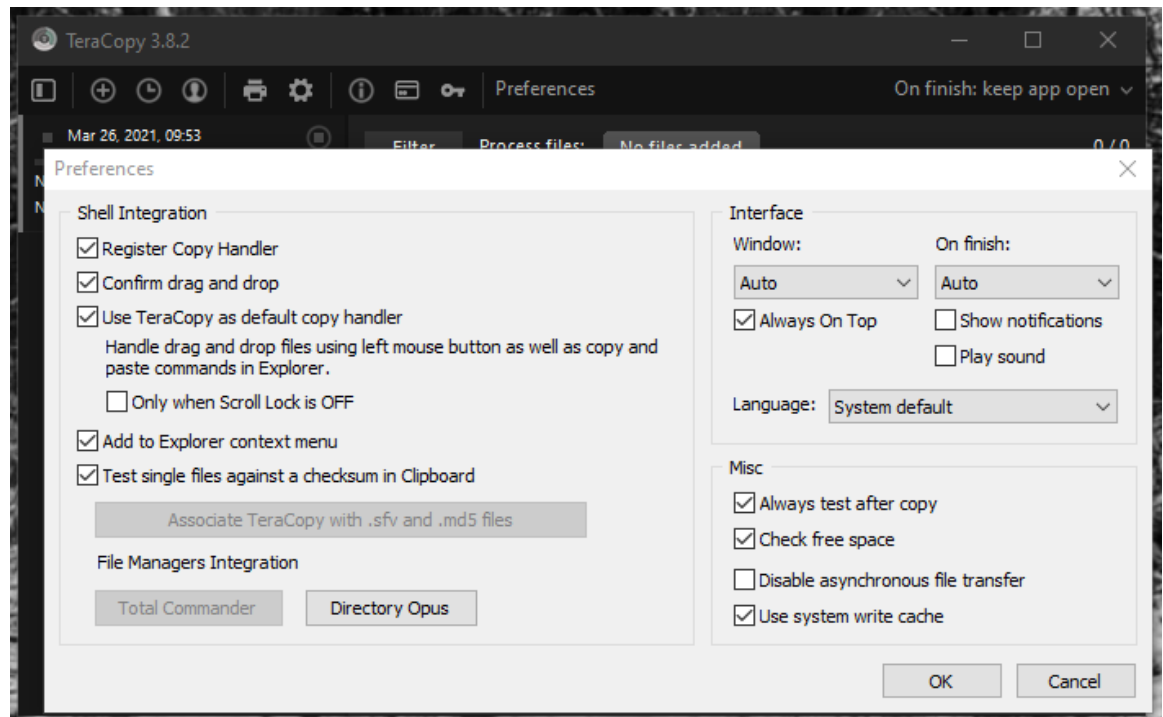 TeraCopy 3.8.2
Preferences
On finish: keep app open
Mar 26, 2021, 09:53
Filter
Process files:
No files added
0 / 0
N
N
Preferences
Shell Integration
Register Copy Handler
Confirm drag and drop
Use TeraCopy as default copy handler
Handle drag and drop files using left mouse button as well as copy and
paste commands in Explorer.
Only when Scroll Lock is OFF
Add to Explorer context menu
Test single files against a checksum in Clipboard
Associate TeraCopy with .sfv and .md5 files
File Managers Integration
Total Commander
Directory Opus
Interface
Window:
On finish:
Auto
Auto
Always On Top
Show notifications
Play sound
Language:
System default
Misc
Always test after copy
Check free space
Disable asynchronous file transfer
Use system write cache
OK
Cancel